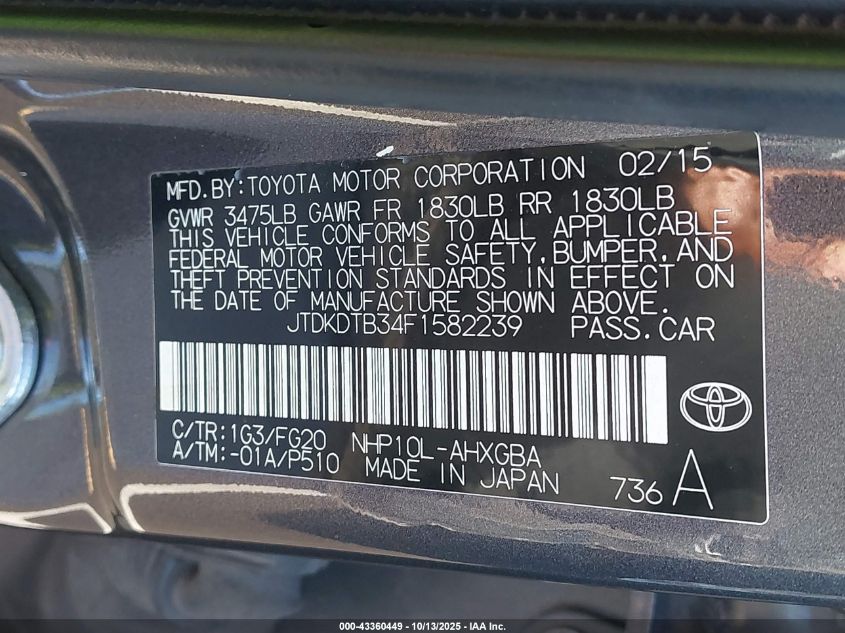 MFD.BY:TOYOTA MOTOR CORPORATION 02/15
GVWR 3475LB GAWR FR 1830LB RR 1830LB
THIS VEHICLE CONFORMS TO ALL APPLICABLE
FEDERAL MOTOR VEHICLE SAFETY,BUMPER,AND
THEFT PREVENTION STANDARDS IN EFFECT ON
THE DATE OF MANUFACTURE SHOWN ABOVE.
JTDKDTB34F1582239 PASS.CAR
C/TR:1G3/FG20 NHP10L-AHXGBA
A/TM:-01A/P510 MADE IN JAPAN 736 A
000-43360449 - 10/13/2025 - IAA Inc.